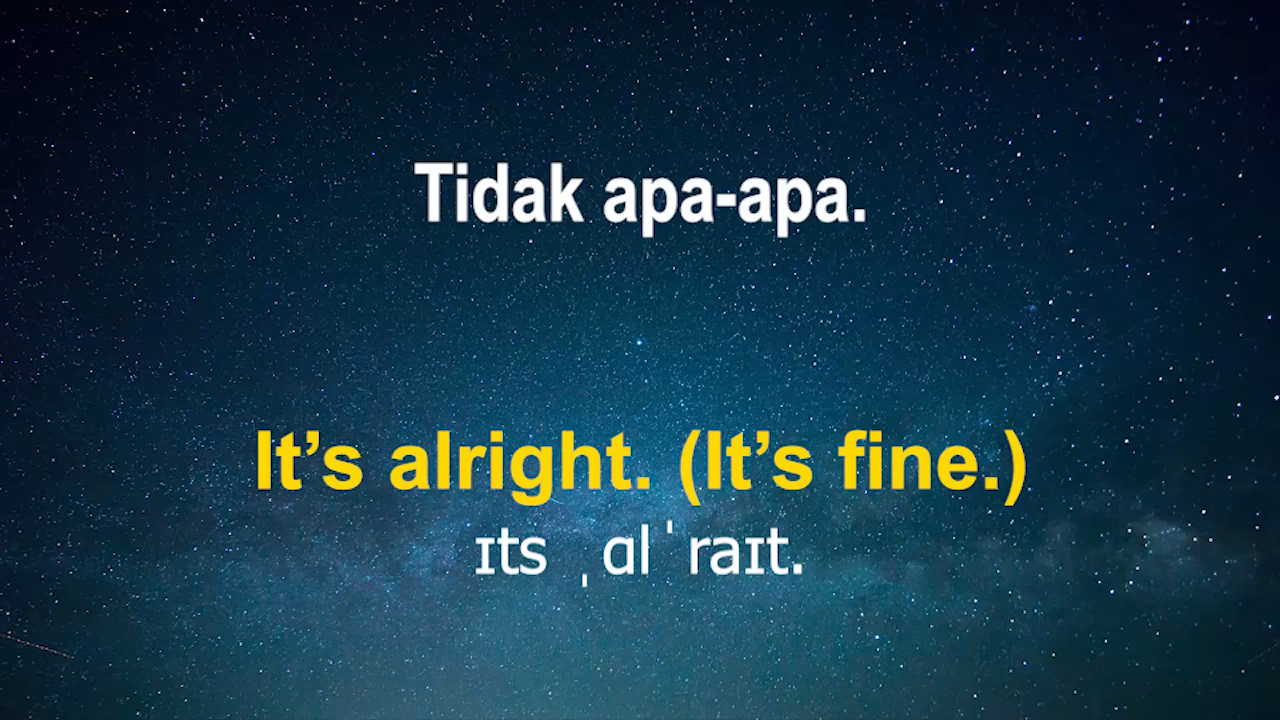 Tidak apa-apa.
It’s alright. (It’s fine.)
ɪts ˌɑlˈraɪt.